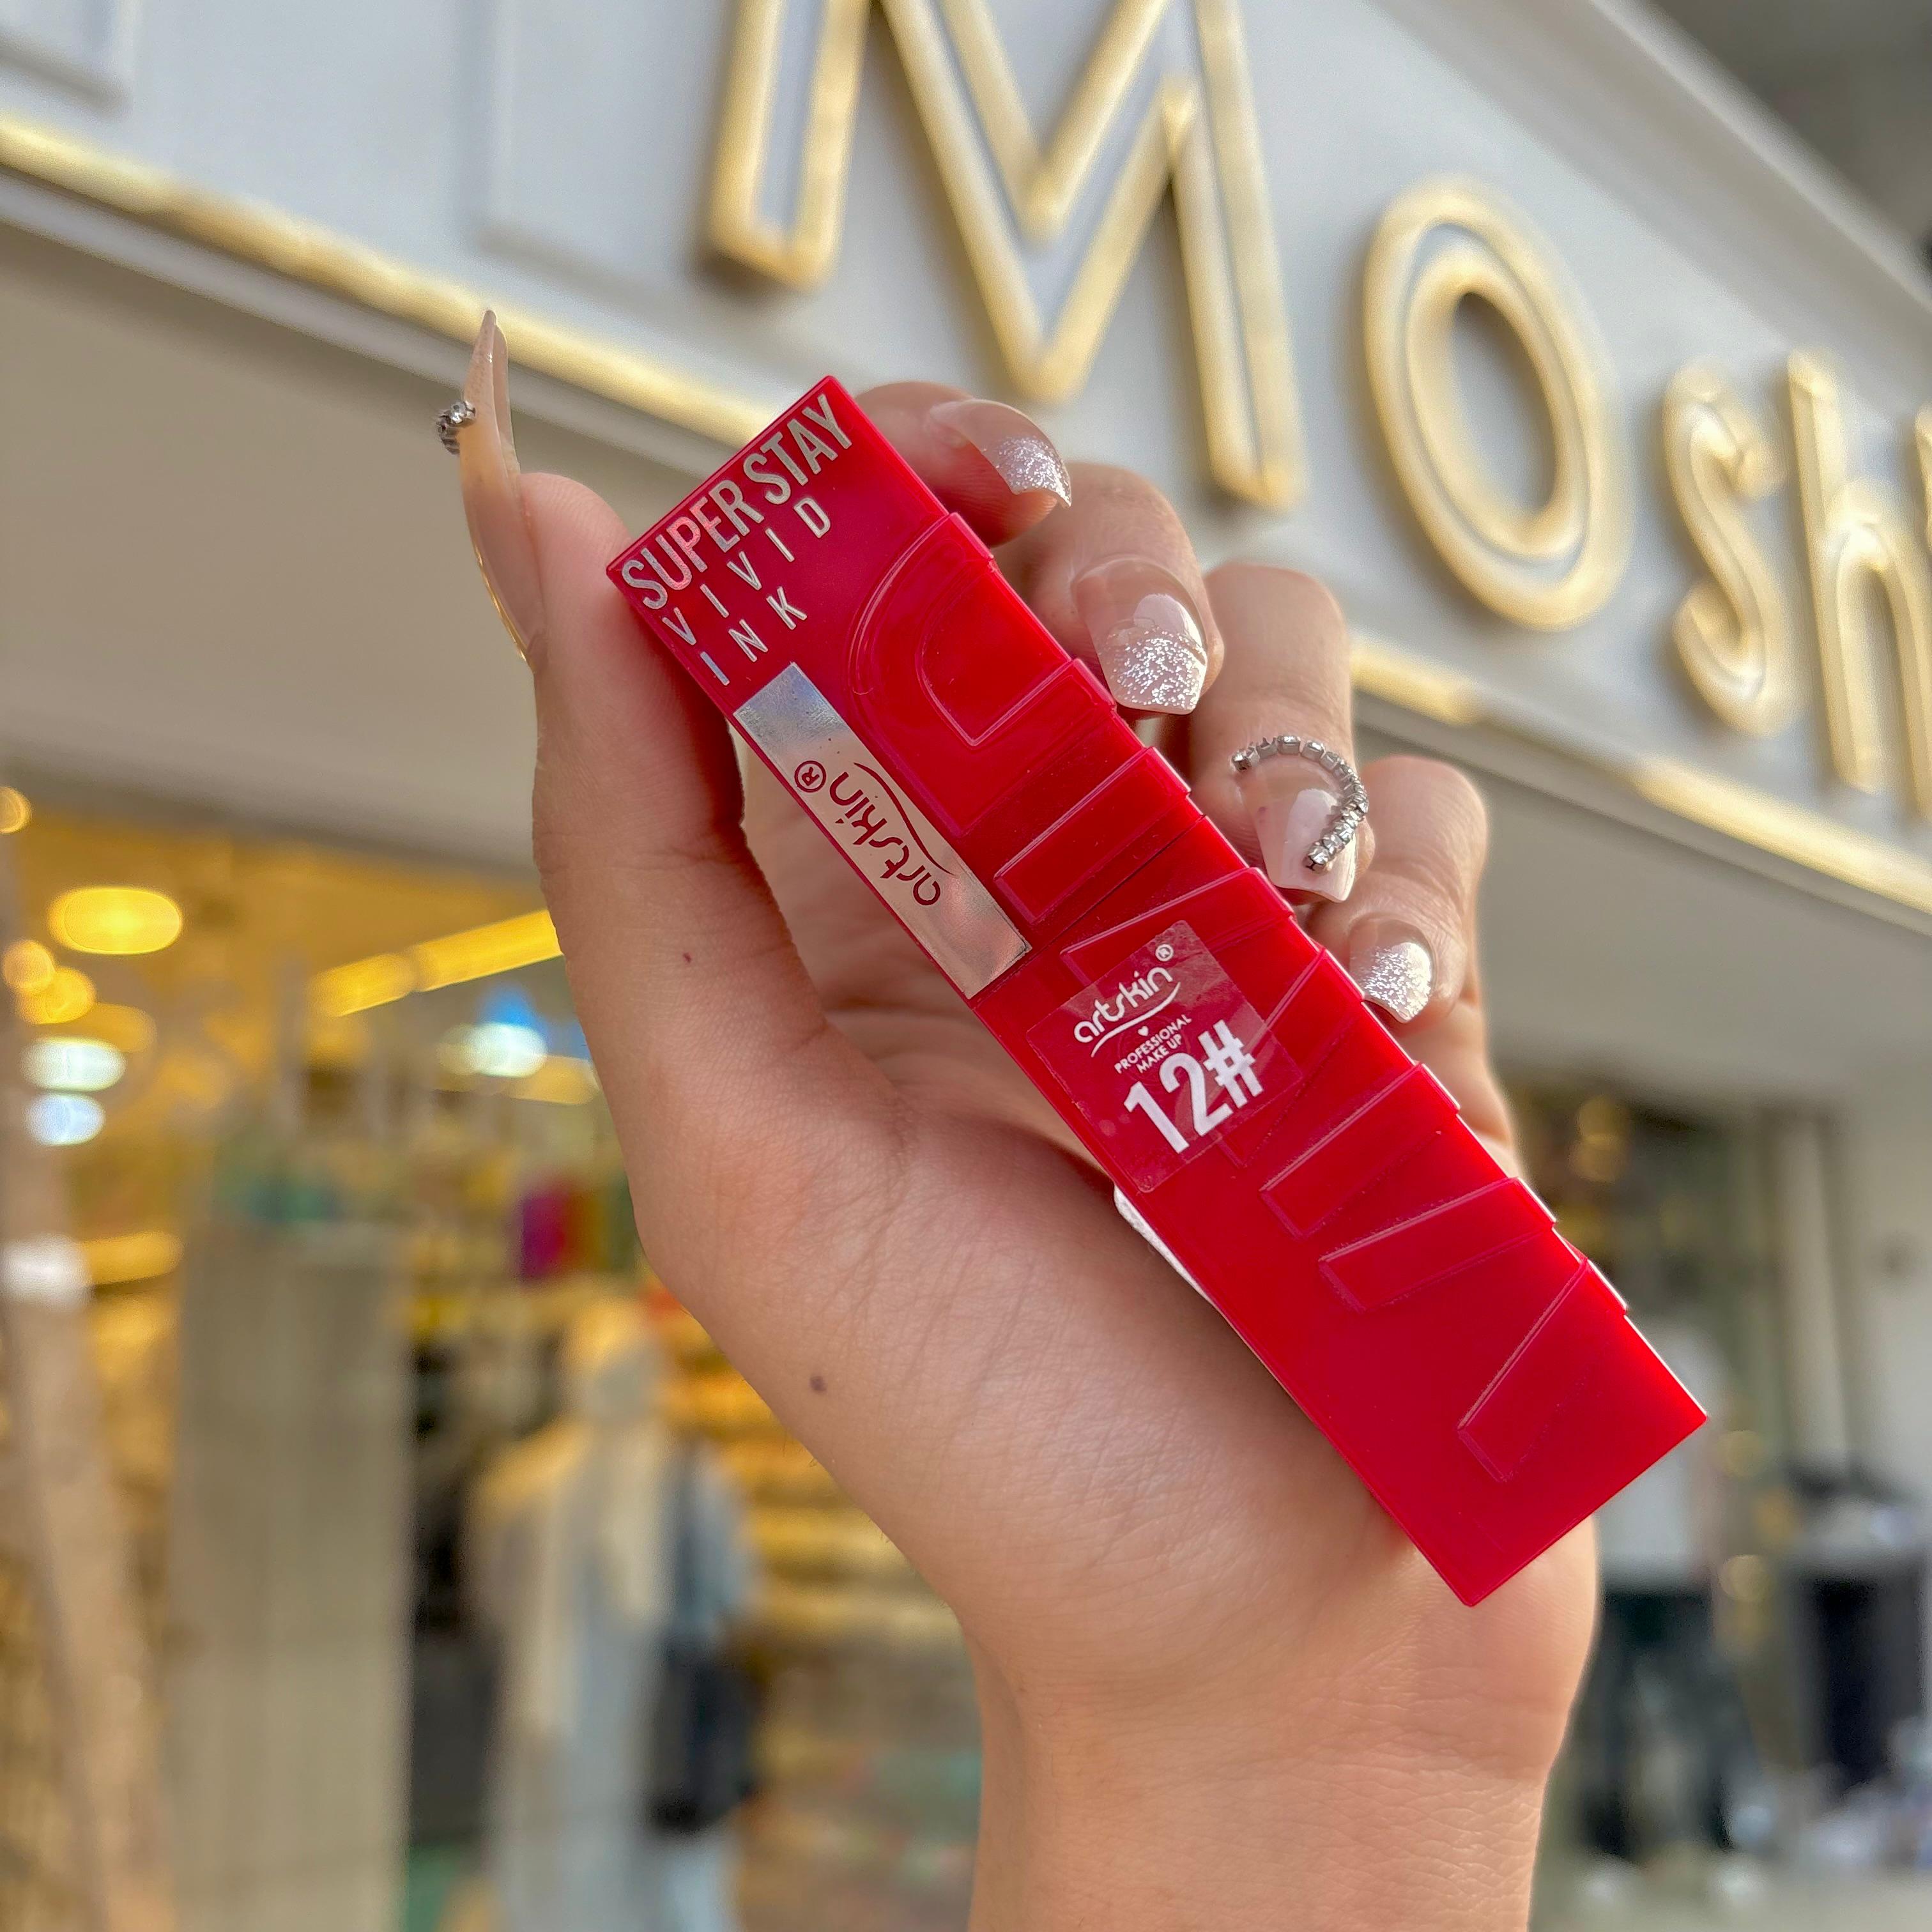 Mosh
SUPER STAY
VIVID
INK
artskin®
artskin®
PROFESSIONAL
MAKE UP
12#